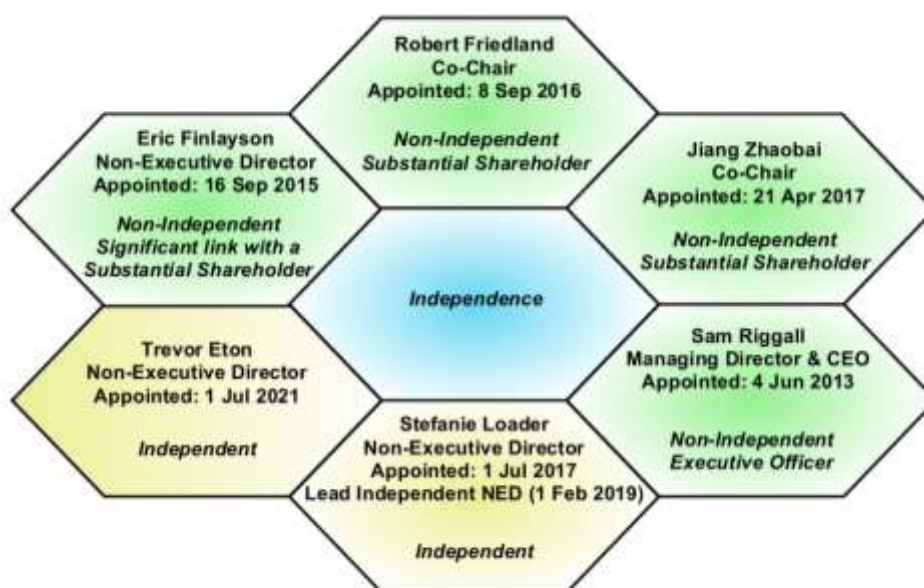 Robert Friedland
Co-Chair
Appointed: 8 Sep 2016
Non-Independent
Substantial Shareholder
Eric Finlayson
Non-Executive Director
Appointed: 16 Sep 2015
Non-Independent
Significant link with a
Substantial Shareholder
Jiang Zhaobai
Co-Chair
Appointed: 21 Apr 2017
Non-Independent
Substantial Shareholder
Independence
Trevor Eton
Non-Executive Director
Appointed: 1 Jul 2021
Independent
Sam Riggall
Managing Director & CEO
Appointed: 4 Jun 2013
Non-Independent
Executive Officer
Stefanie Loader
Non-Executive Director
Appointed: 1 Jul 2017
Lead Independent NED (1 Feb 2019)
Independent